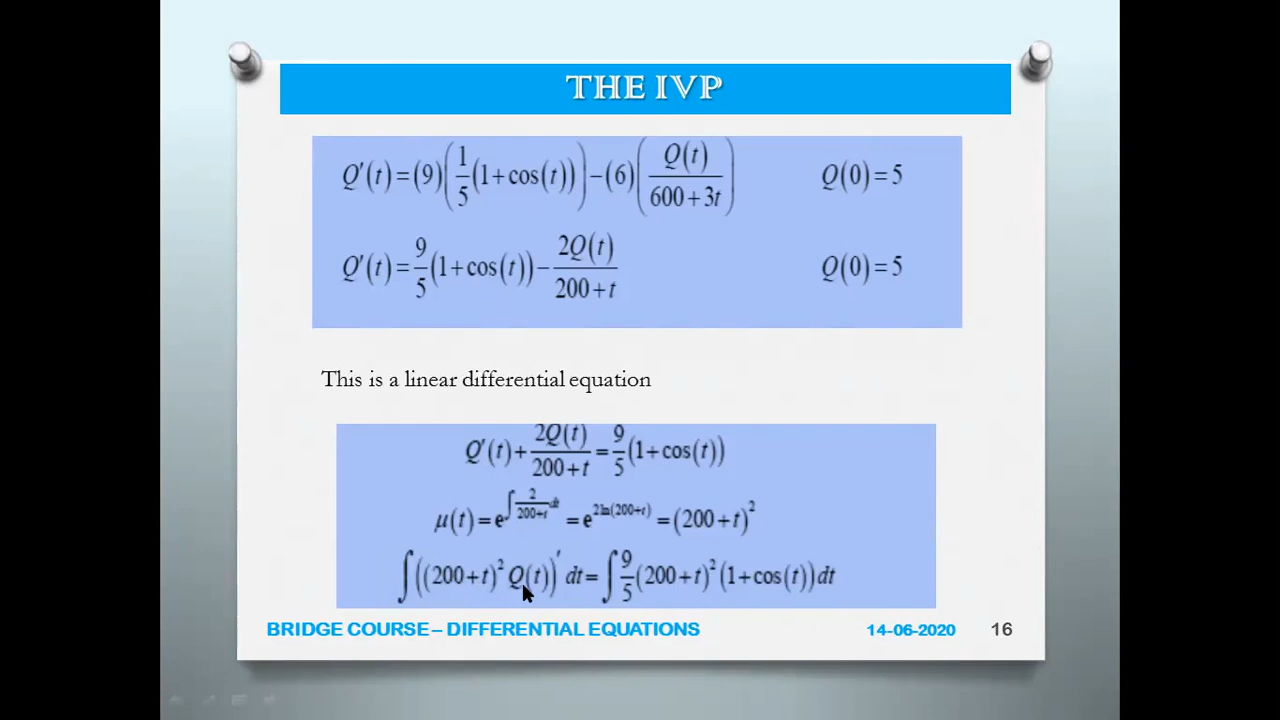 THE IVP
Q′(t)=(9)(1/5(1+cos(t)))−(6)(Q(t)/(600+3t)) Q(0)=5
Q′(t)=9/5(1+cos(t))−2Q(t)/(200+t) Q(0)=5
This is a linear differential equation
Q′(t)+2Q(t)/(200+t)=9/5(1+cos(t))
μ(t)=e^(∫2/(200+t)dt)=e^(2ln(200+t))=(200+t)²
∫((200+t)²Q(t))′dt=∫9/5(200+t)²(1+cos(t))dt
BRIDGE COURSE – DIFFERENTIAL EQUATIONS 14-06-2020 16